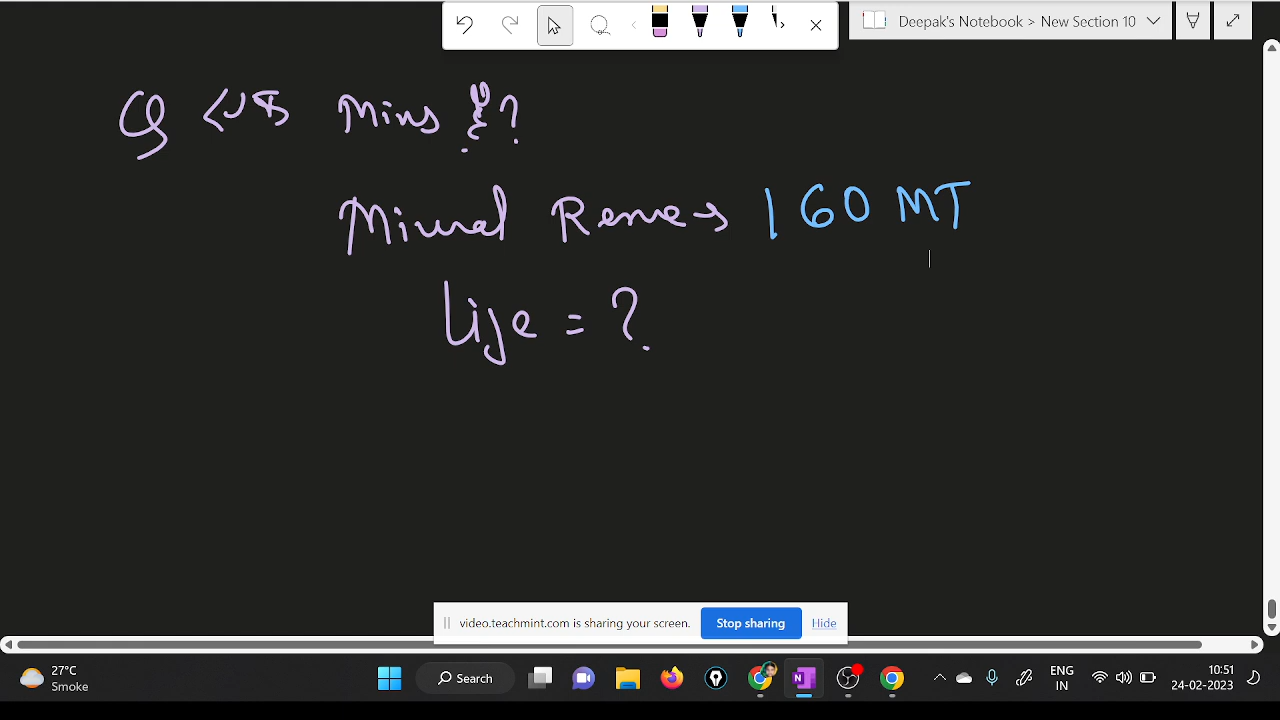 Deepak's Notebook > New Section 10
Q
Mins ?
Mineral Reserve → 160 MT
Life = ?
video.teachmint.com is sharing your screen. Stop sharing Hide
27°C
Smoke
Search
ENG
IN
10:51
24-02-2023